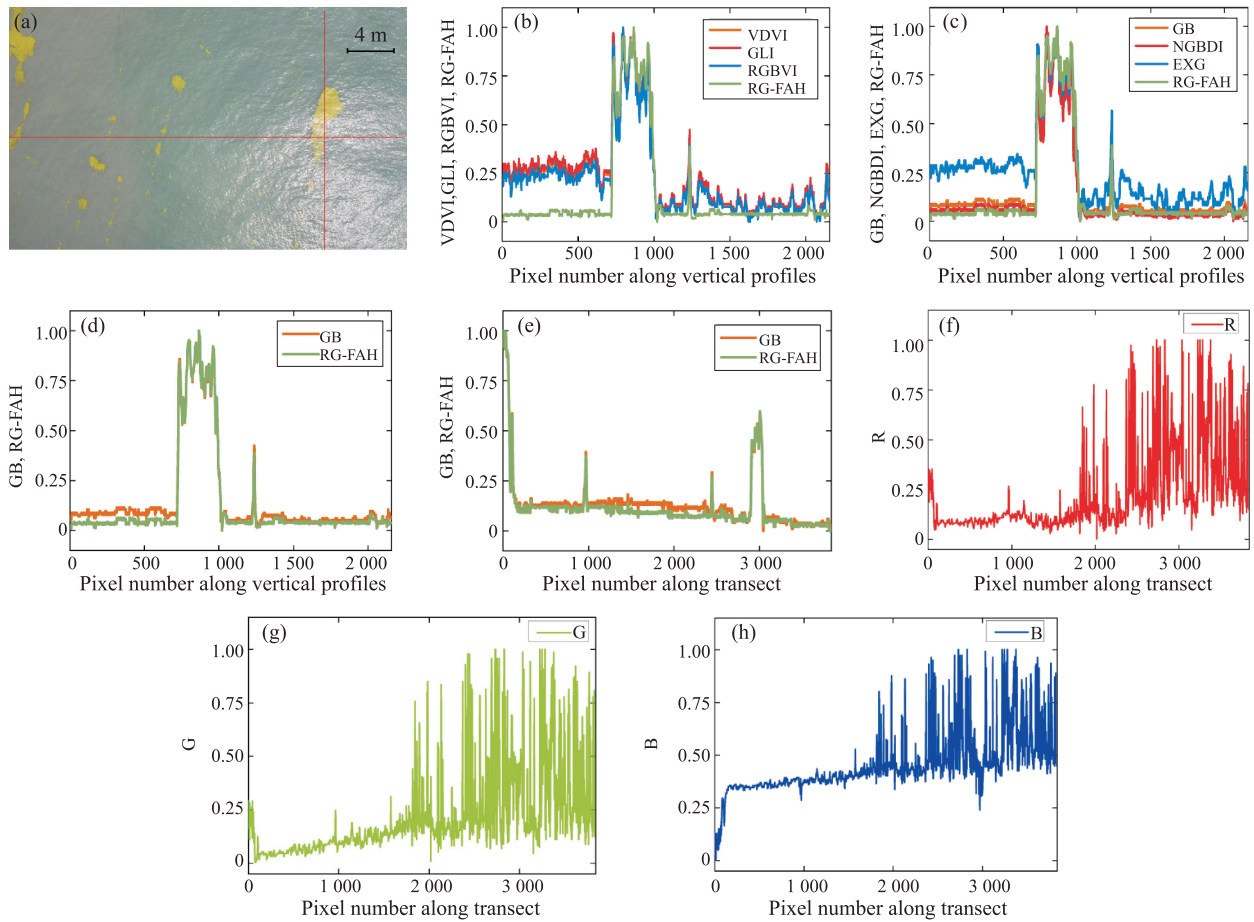 (a)
4 m
(b)
VDVI
GLI
RGBVI
RG-FAH
VDVI,GLI, RGBVI, RG-FAH
1.00
0.75
0.50
0.25
0
0
500
1 000
1 500
2 000
Pixel number along vertical profiles
(c)
GB
NGBDI
EXG
RG-FAH
GB, NGBDI, EXG, RG-FAH
1.00
0.75
0.50
0.25
0
0
500
1 000
1 500
2 000
Pixel number along vertical profiles
(d)
GB
RG-FAH
GB, RG-FAH
1.00
0.75
0.50
0.25
0
0
500
1 000
1 500
2 000
Pixel number along vertical profiles
(e)
GB
RG-FAH
GB, RG-FAH
1.00
0.75
0.50
0.25
0
0
1 000
2 000
3 000
Pixel number along transect
(f)
R
R
1.00
0.75
0.50
0.25
0
0
1 000
2 000
3 000
Pixel number along transect
(g)
G
G
1.00
0.75
0.50
0.25
0
0
1 000
2 000
3 000
Pixel number along transect
(h)
B
B
1.00
0.75
0.50
0.25
0
0
1 000
2 000
3 000
Pixel number along transect